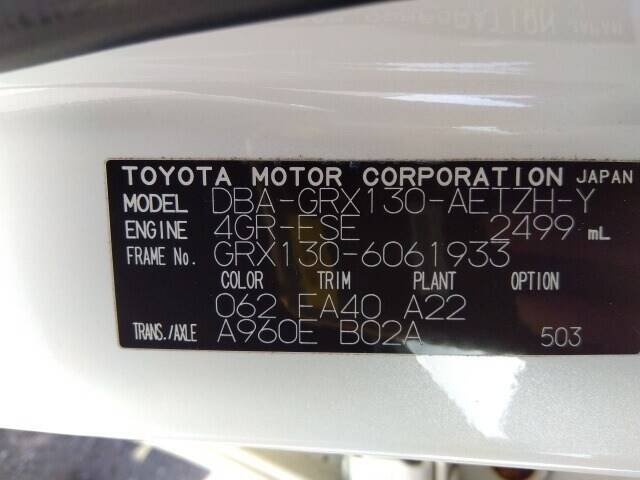 TOYOTA MOTOR CORPORATION JAPAN
MODEL DBA-GRX130-AETZH-Y
ENGINE 4GR-FSE 2499 mL
FRAME No. GRX130-6061933
COLOR TRIM PLANT OPTION
062 EA40 A22
TRANS./AXLE A960E B02A 503